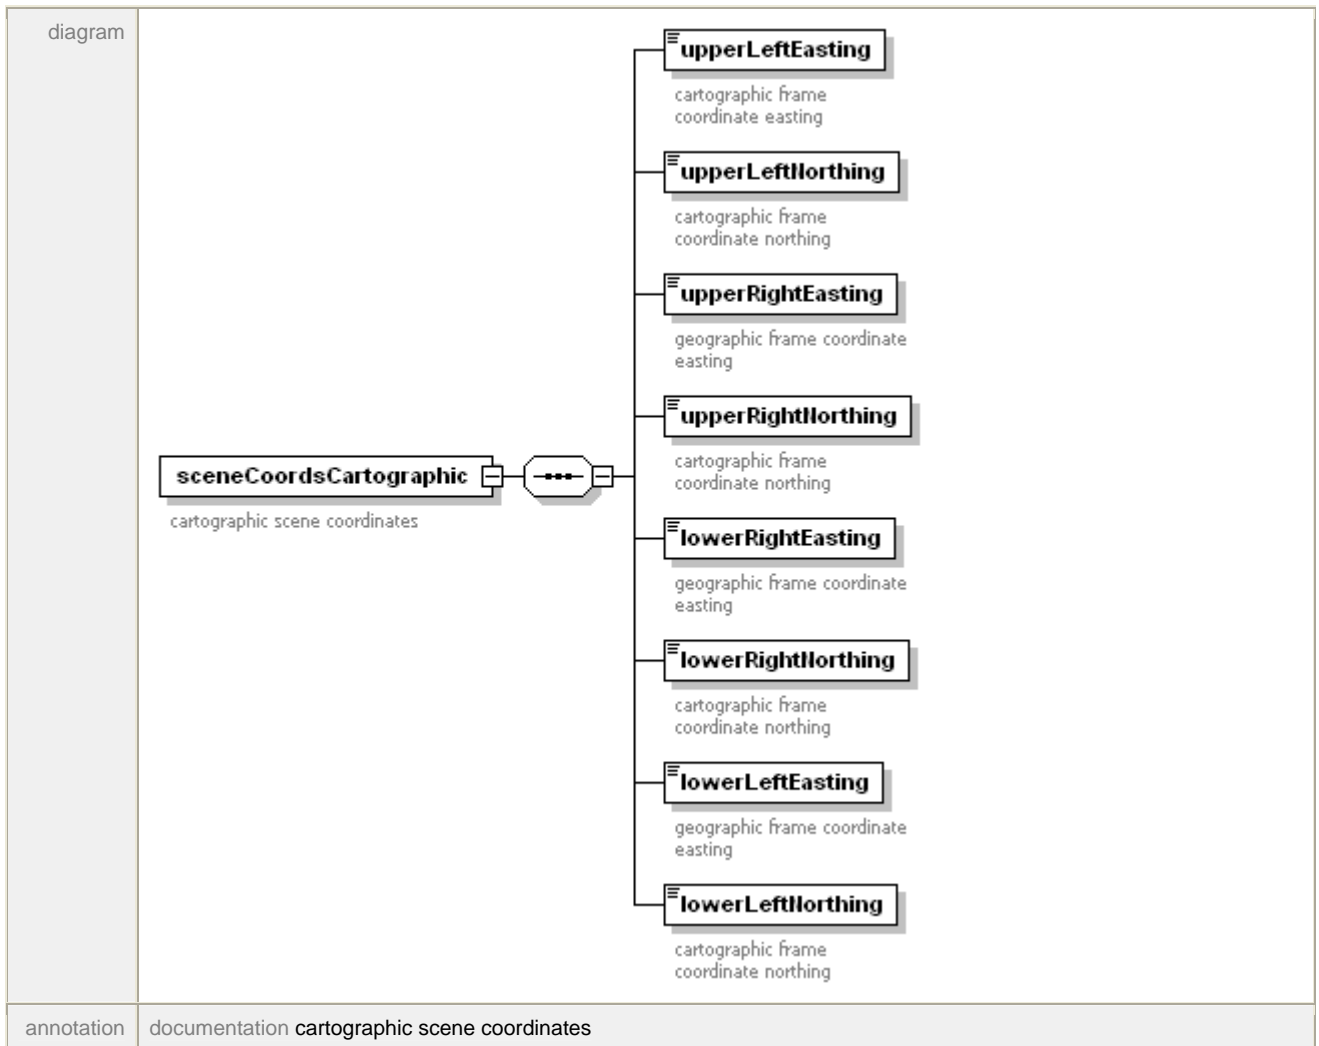 diagram
upperLeftEasting
cartographic frame
coordinate easting
upperLeftNorthing
cartographic frame
coordinate northing
upperRightEasting
geographic frame coordinate
easting
upperRightNorthing
cartographic frame
coordinate northing
sceneCoordsCartographic
cartographic scene coordinates
lowerRightEasting
geographic frame coordinate
easting
lowerRightNorthing
cartographic frame
coordinate northing
lowerLeftEasting
geographic frame coordinate
easting
lowerLeftNorthing
cartographic frame
coordinate northing
annotation
documentation cartographic scene coordinates